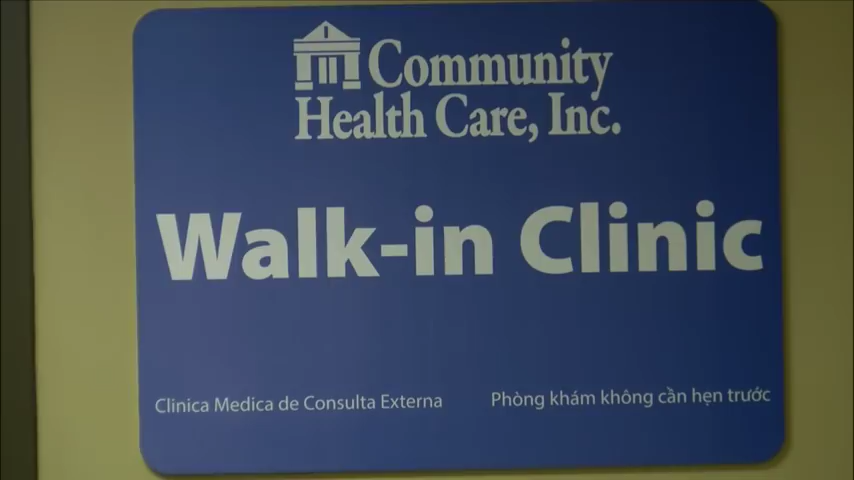 Community
Health Care, Inc.
Walk-in Clinic
Clinica Medica de Consulta Externa
Phòng khám không cần hẹn trước